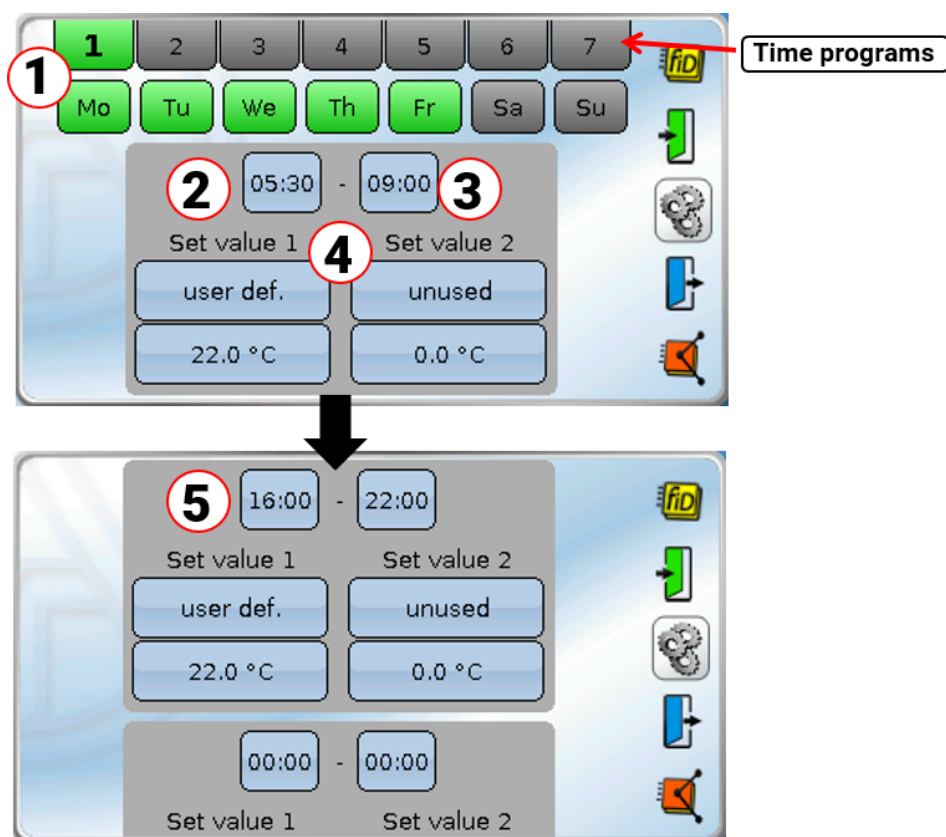 1 2 3 4 5 6 7
Time programs
fiD
1
Mo Tu We Th Fr Sa Su
2 05:30 - 09:00 3
Set value 1 4 Set value 2
user def. unused
22.0 °C 0.0 °C
5 16:00 - 22:00
fiD
Set value 1 Set value 2
user def. unused
22.0 °C 0.0 °C
00:00 - 00:00
Set value 1 Set value 2